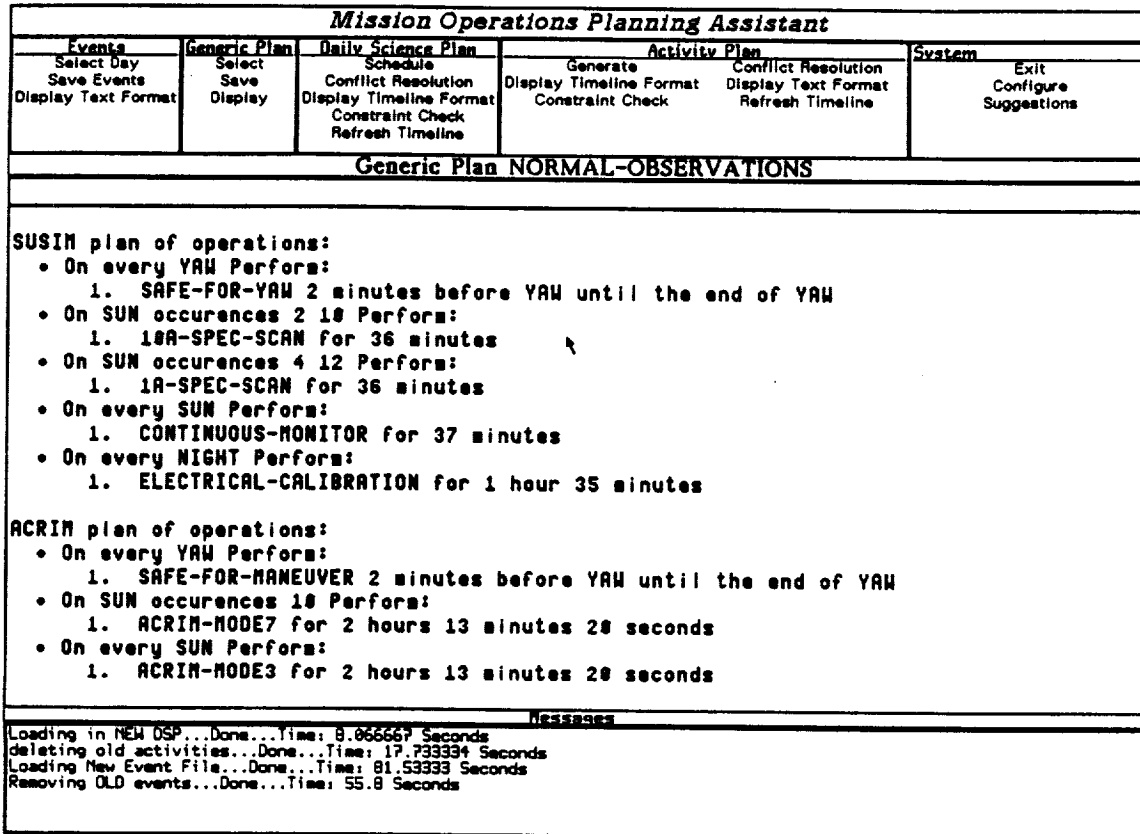 Mission Operations Planning Assistant
Events Generic Plan Daily Science Plan Activity Plan System
Select Day Select Schedule Generate Conflict Resolution Exit
Save Events Save Conflict Resolution Display Timeline Format Display Text Format Configure
Display Text Format Display Display Timeline Format Constraint Check Refresh Timeline Suggestions
Constraint Check
Refresh Timeline
Generic Plan NORMAL-OBSERVATIONS
SUSIM plan of operations:
• On every YAW Perform:
1. SAFE-FOR-YAW 2 minutes before YAW until the end of YAW
• On SUN occurences 2 10 Perform:
1. 10A-SPEC-SCAN for 36 minutes
• On SUN occurences 4 12 Perform:
1. 1A-SPEC-SCAN for 36 minutes
• On every SUN Perform:
1. CONTINUOUS-MONITOR for 37 minutes
• On every NIGHT Perform:
1. ELECTRICAL-CALIBRATION for 1 hour 35 minutes
ACRIM plan of operations:
• On every YAW Perform:
1. SAFE-FOR-MANEUVER 2 minutes before YAW until the end of YAW
• On SUN occurences 10 Perform:
1. ACRIM-MODE7 for 2 hours 13 minutes 20 seconds
• On every SUN Perform:
1. ACRIM-MODE3 for 2 hours 13 minutes 20 seconds
Messages
Loading in NEW DSP...Done...Time: 8.066667 Seconds
deleting old activities...Done...Time: 17.733334 Seconds
Loading New Event File...Done...Time: 81.53333 Seconds
Removing OLD events...Done...Time: 55.8 Seconds